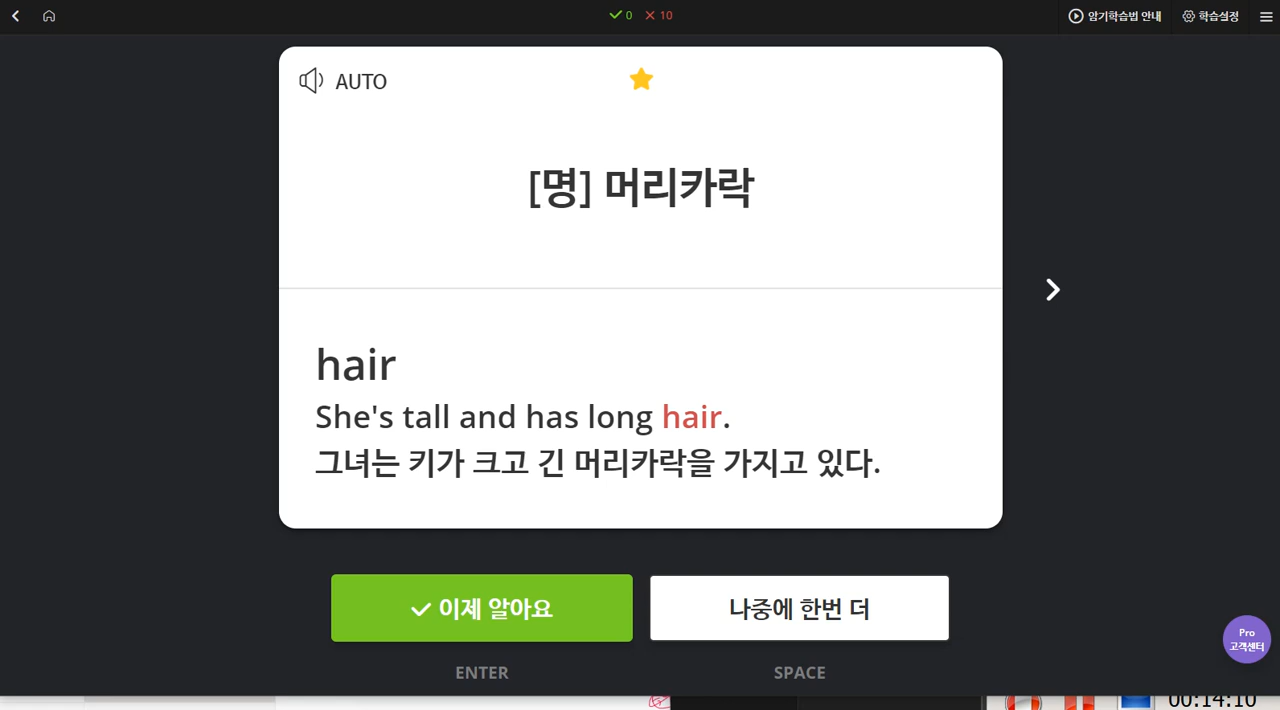 0 10 암기학습법 안내 학습설정
AUTO
[명] 머리카락
hair
She's tall and has long hair.
그녀는 키가 크고 긴 머리카락을 가지고 있다.
이제 알아요 나중에 한번 더
Pro
고객센터
ENTER SPACE
00:14:10